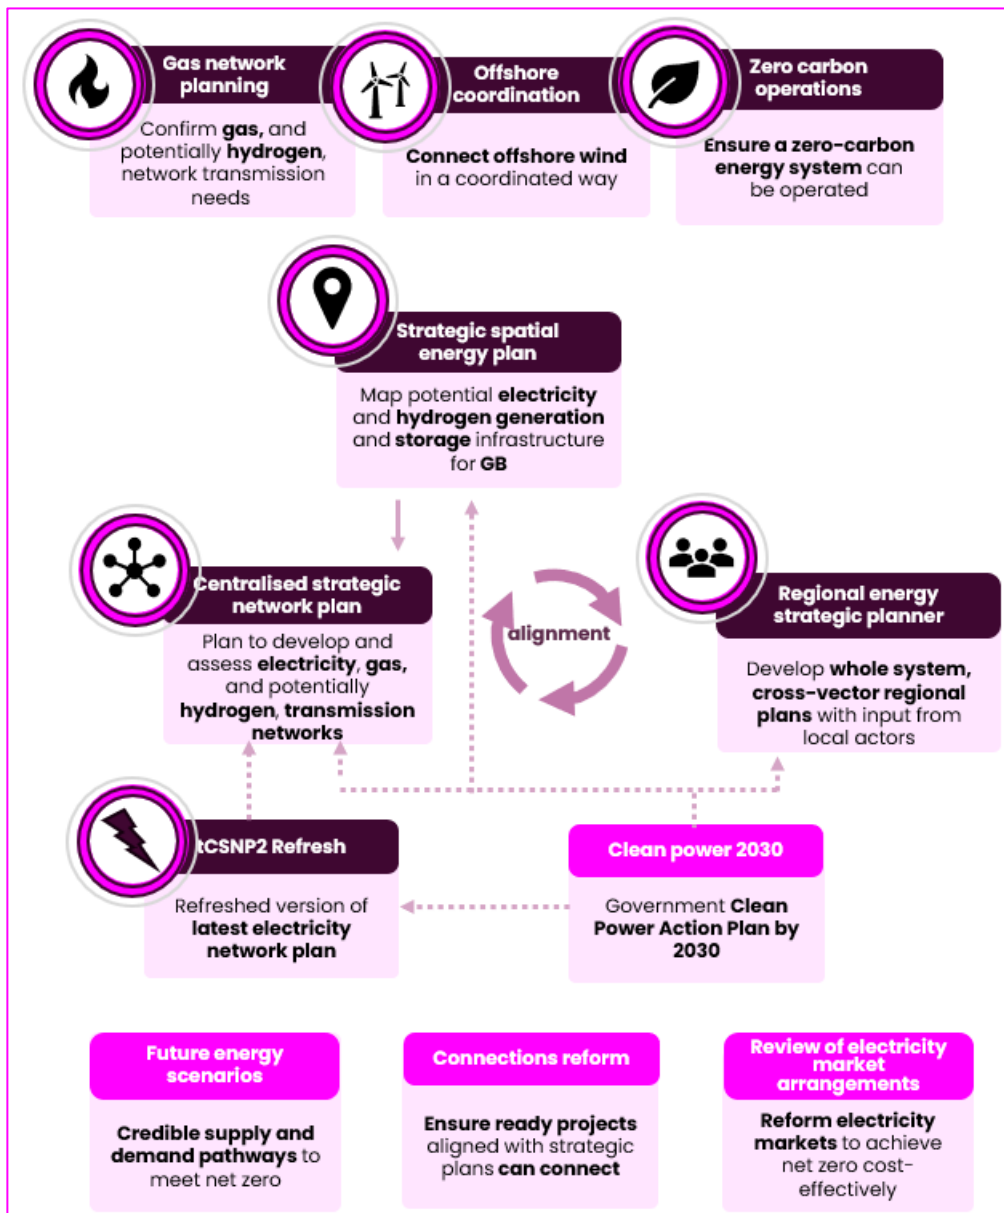 Gas network
planning
Confirm gas, and
potentially hydrogen,
network transmission
needs
Offshore
coordination
Connect offshore wind
in a coordinated way
Zero carbon
operations
Ensure a zero-carbon
energy system can
be operated
Strategic spatial
energy plan
Map potential electricity
and hydrogen generation
and storage infrastructure
for GB
Centralised strategic
network plan
Plan to develop and
assess electricity, gas,
and potentially
hydrogen, transmission
networks
alignment
Regional energy
strategic planner
Develop whole system,
cross-vector regional
plans with input from
local actors
tCSNP2 Refresh
Refreshed version of
latest electricity
network plan
Clean power 2030
Government Clean
Power Action Plan by
2030
Future energy
scenarios
Credible supply and
demand pathways to
meet net zero
Connections reform
Ensure ready projects
aligned with strategic
plans can connect
Review of electricity
market
arrangements
Reform electricity
markets to achieve
net zero cost-
effectively